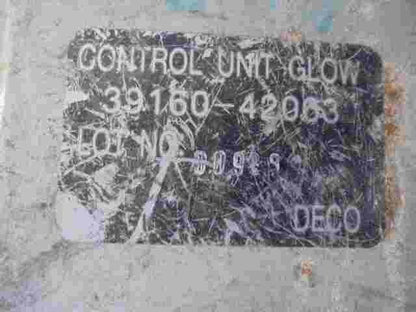 CONTROL UNIT GLOW
39160-42063
LOT NO
DECO